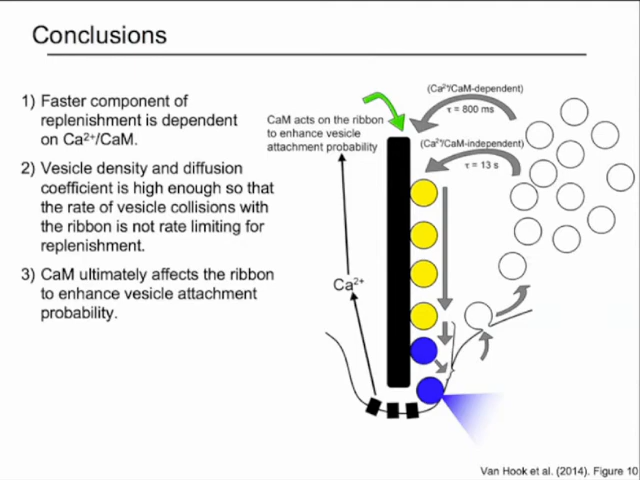 Conclusions
1) Faster component of
replenishment is dependent
on Ca²⁺/CaM.
2) Vesicle density and diffusion
coefficient is high enough so that
the rate of vesicle collisions with
the ribbon is not rate limiting for
replenishment.
3) CaM ultimately affects the ribbon
to enhance vesicle attachment
probability.
CaM acts on the ribbon
to enhance vesicle
attachment probability
(Ca²⁺/CaM-dependent)
τ = 800 ms
(Ca²⁺/CaM-independent)
τ = 13 s
Ca²⁺
Van Hook et al. (2014). Figure 10